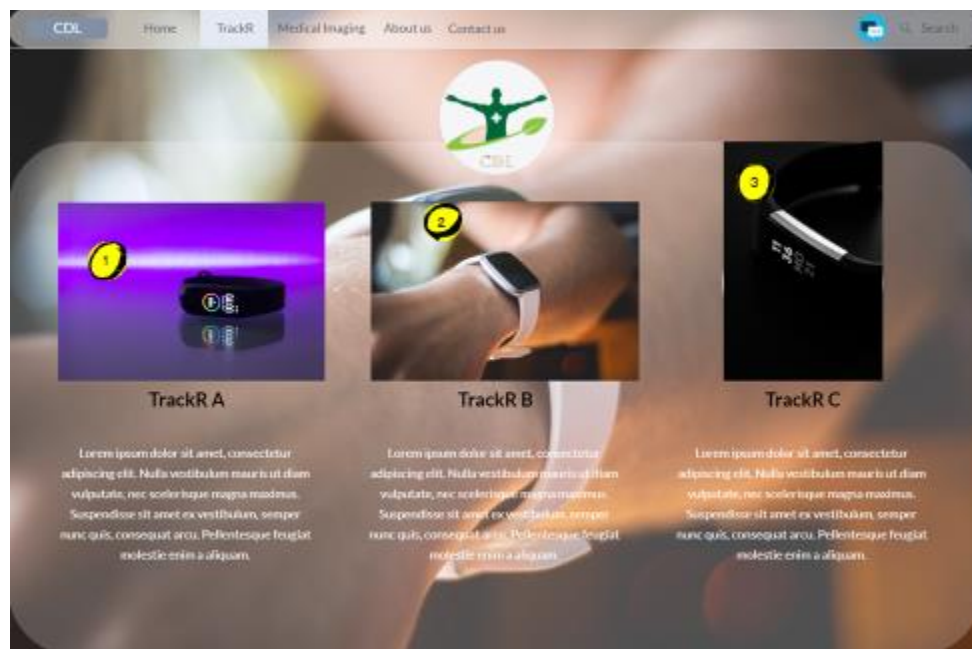 CDL Home TrackR Medical Imaging About us Contact us Search
CDL
1
2
3
11
36
TrackR A
TrackR B
TrackR C
Lorem ipsum dolor sit amet, consectetur
adipiscing elit. Nulla vestibulum mauris ut diam
vulputate, nec scelerisque magna maximus.
Suspendisse sit amet ex vestibulum, semper
nunc quis, consequat arcu. Pellentesque feugiat
molestie enim a aliquam.
Lorem ipsum dolor sit amet, consectetur
adipiscing elit. Nulla vestibulum mauris ut diam
vulputate, nec scelerisque magna maximus.
Suspendisse sit amet ex vestibulum, semper
nunc quis, consequat arcu. Pellentesque feugiat
molestie enim a aliquam.
Lorem ipsum dolor sit amet, consectetur
adipiscing elit. Nulla vestibulum mauris ut diam
vulputate, nec scelerisque magna maximus.
Suspendisse sit amet ex vestibulum, semper
nunc quis, consequat arcu. Pellentesque feugiat
molestie enim a aliquam.